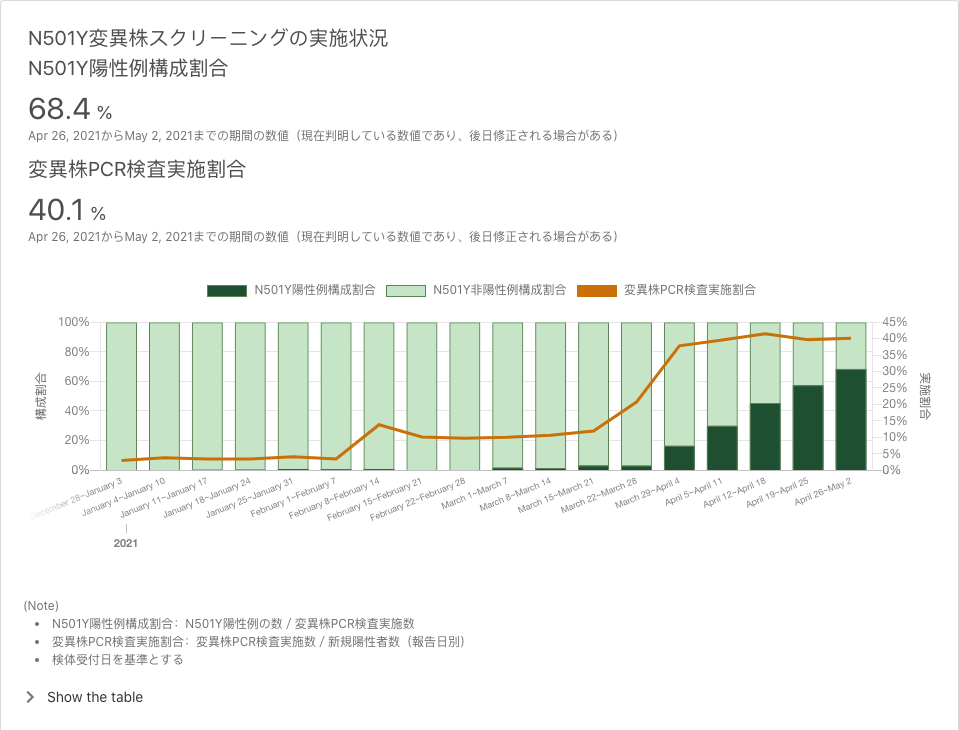 N501Y変異株スクリーニングの実施状況
N501Y陽性例構成割合
68.4 %
Apr 26, 2021からMay 2, 2021までの期間の数値（現在判明している数値であり、後日修正される場合がある）
変異株PCR検査実施割合
40.1 %
Apr 26, 2021からMay 2, 2021までの期間の数値（現在判明している数値であり、後日修正される場合がある）
N501Y陽性例構成割合 N501Y非陽性例構成割合 変異株PCR検査実施割合
100%
80%
60%
40%
20%
0%
構成割合
45%
40%
35%
30%
25%
20%
15%
10%
5%
0%
実施割合
December 28~January 3
January 4~January 10
January 11~January 17
January 18~January 24
January 25~January 31
February 1~February 7
February 8~February 14
February 15~February 21
February 22~February 28
March 1~March 7
March 8~March 14
March 15~March 21
March 22~March 28
March 29~April 4
April 5~April 11
April 12~April 18
April 19~April 25
April 26~May 2
2021
(Note)
• N501Y陽性例構成割合：N501Y陽性例の数 / 変異株PCR検査実施数
• 変異株PCR検査実施割合：変異株PCR検査実施数 / 新規陽性者数（報告日別）
• 検体受付日を基準とする
Show the table